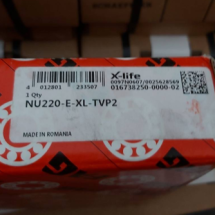 X-life
4 012801 233507
1 Qty
016738250-0000-02
NU220-E-XL-TVP2
MADE IN ROMANIA